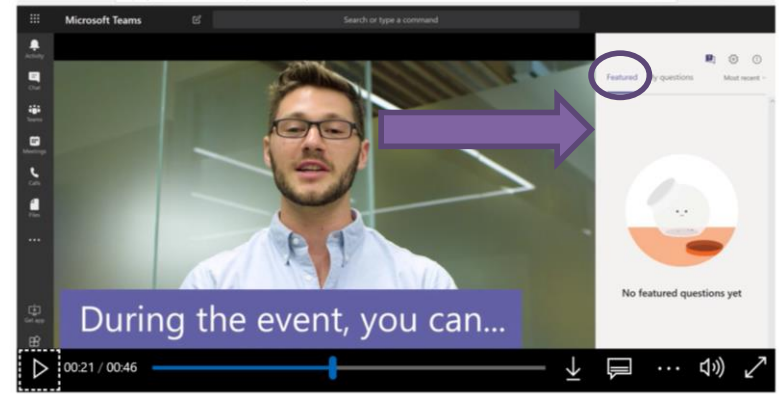 Microsoft Teams
Search or type a command
Activity
Chat
Teams
Meetings
Calls
Files
Get app
Featured
y questions
Most recent
No featured questions yet
During the event, you can...
00:21 / 00:46